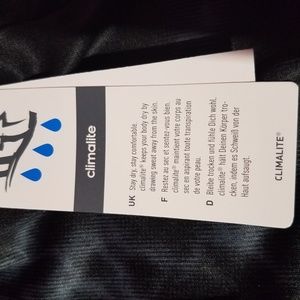 climalite
UK Stay dry, stay comfortable.
climalite® keeps your body dry by
drawing sweat away from the skin.
F Restez au sec et sentez-vous bien.
climalite® maintient votre corps au
sec en aspirant toute transpiration
de votre peau.
D Bleibe trocken und fühle Dich wohl.
climalite® hält Deinen Körper tro-
cken, indem es Schweiß von der
Haut aufsaugt.
CLIMALITE®